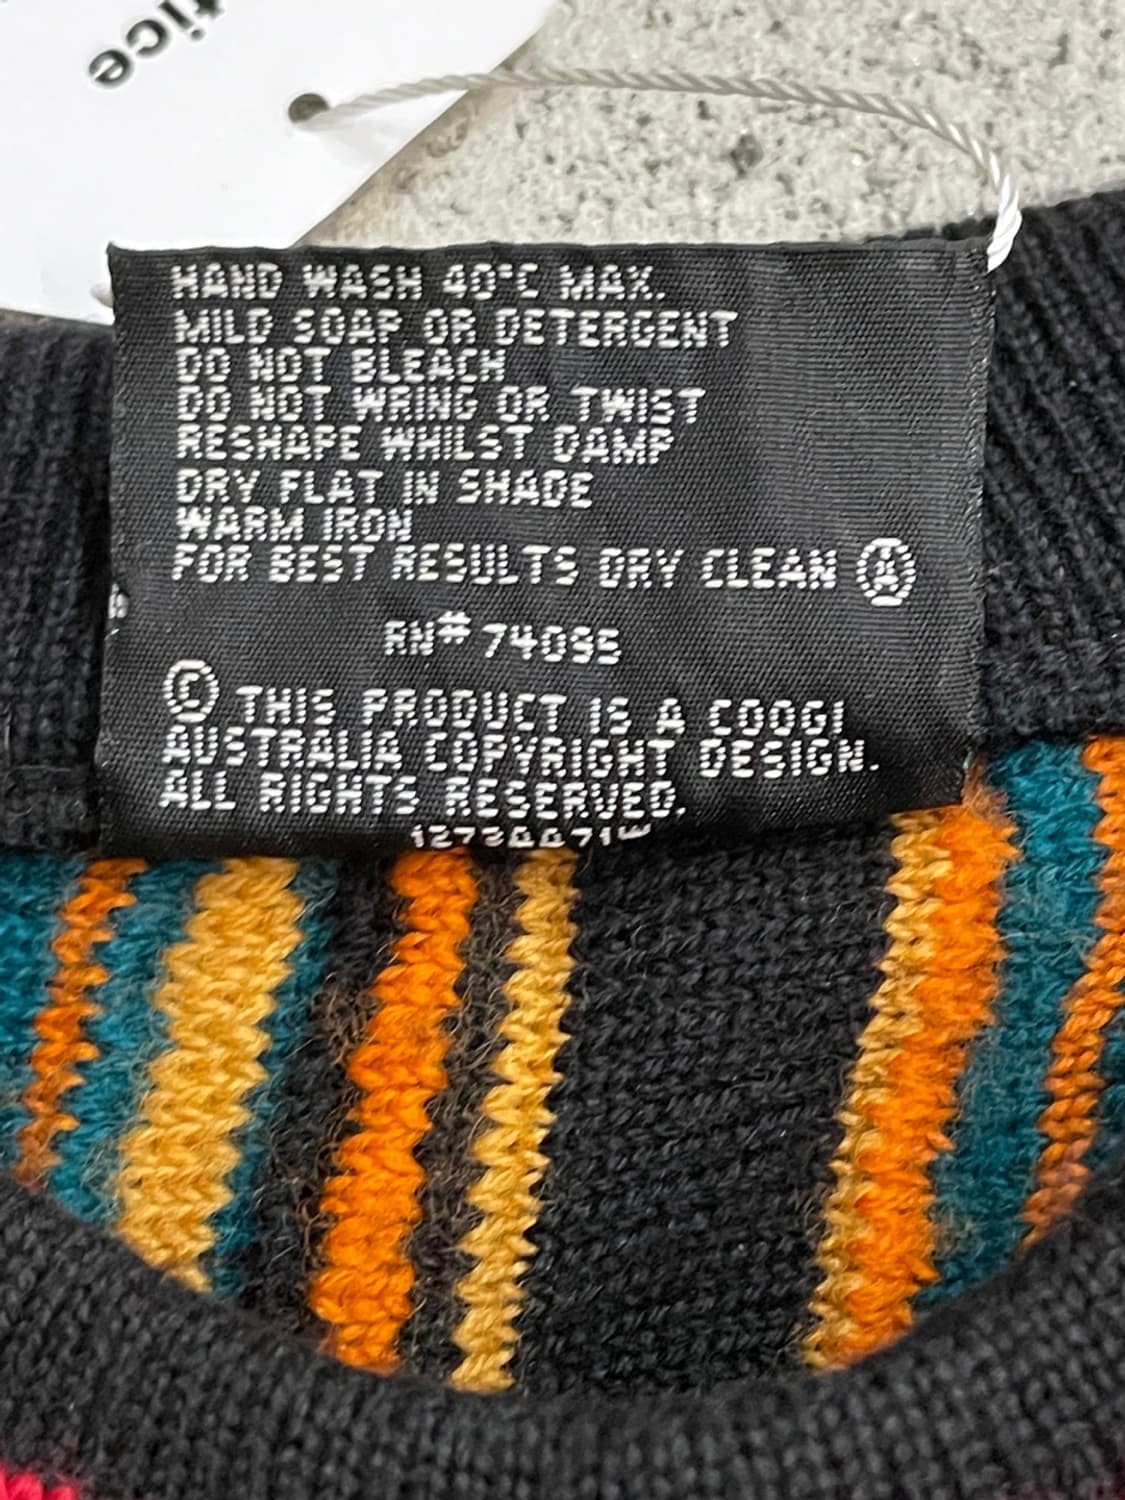 tice
HAND WASH 40°C MAX.
MILD SOAP OR DETERGENT
DO NOT BLEACH
DO NOT WRING OR TWIST
RESHAPE WHILST DAMP
DRY FLAT IN SHADE
WARM IRON
FOR BEST RESULTS DRY CLEAN Ⓐ
RN# 74095
© THIS PRODUCT IS A COOGI
AUSTRALIA COPYRIGHT DESIGN.
ALL RIGHTS RESERVED.